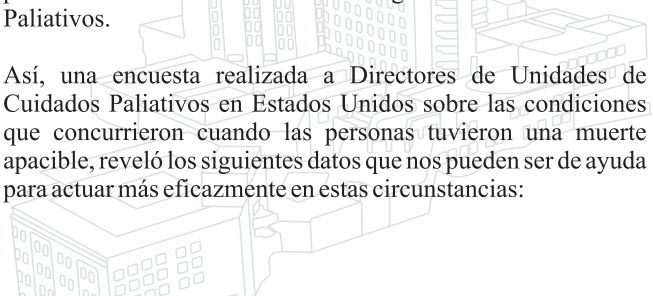 Paliativos.
Así, una encuesta realizada a Directores de Unidades de
Cuidados Paliativos en Estados Unidos sobre las condiciones
que concurrieron cuando las personas tuvieron una muerte
apacible, reveló los siguientes datos que nos pueden ser de ayuda
para actuar más eficazmente en estas circunstancias: